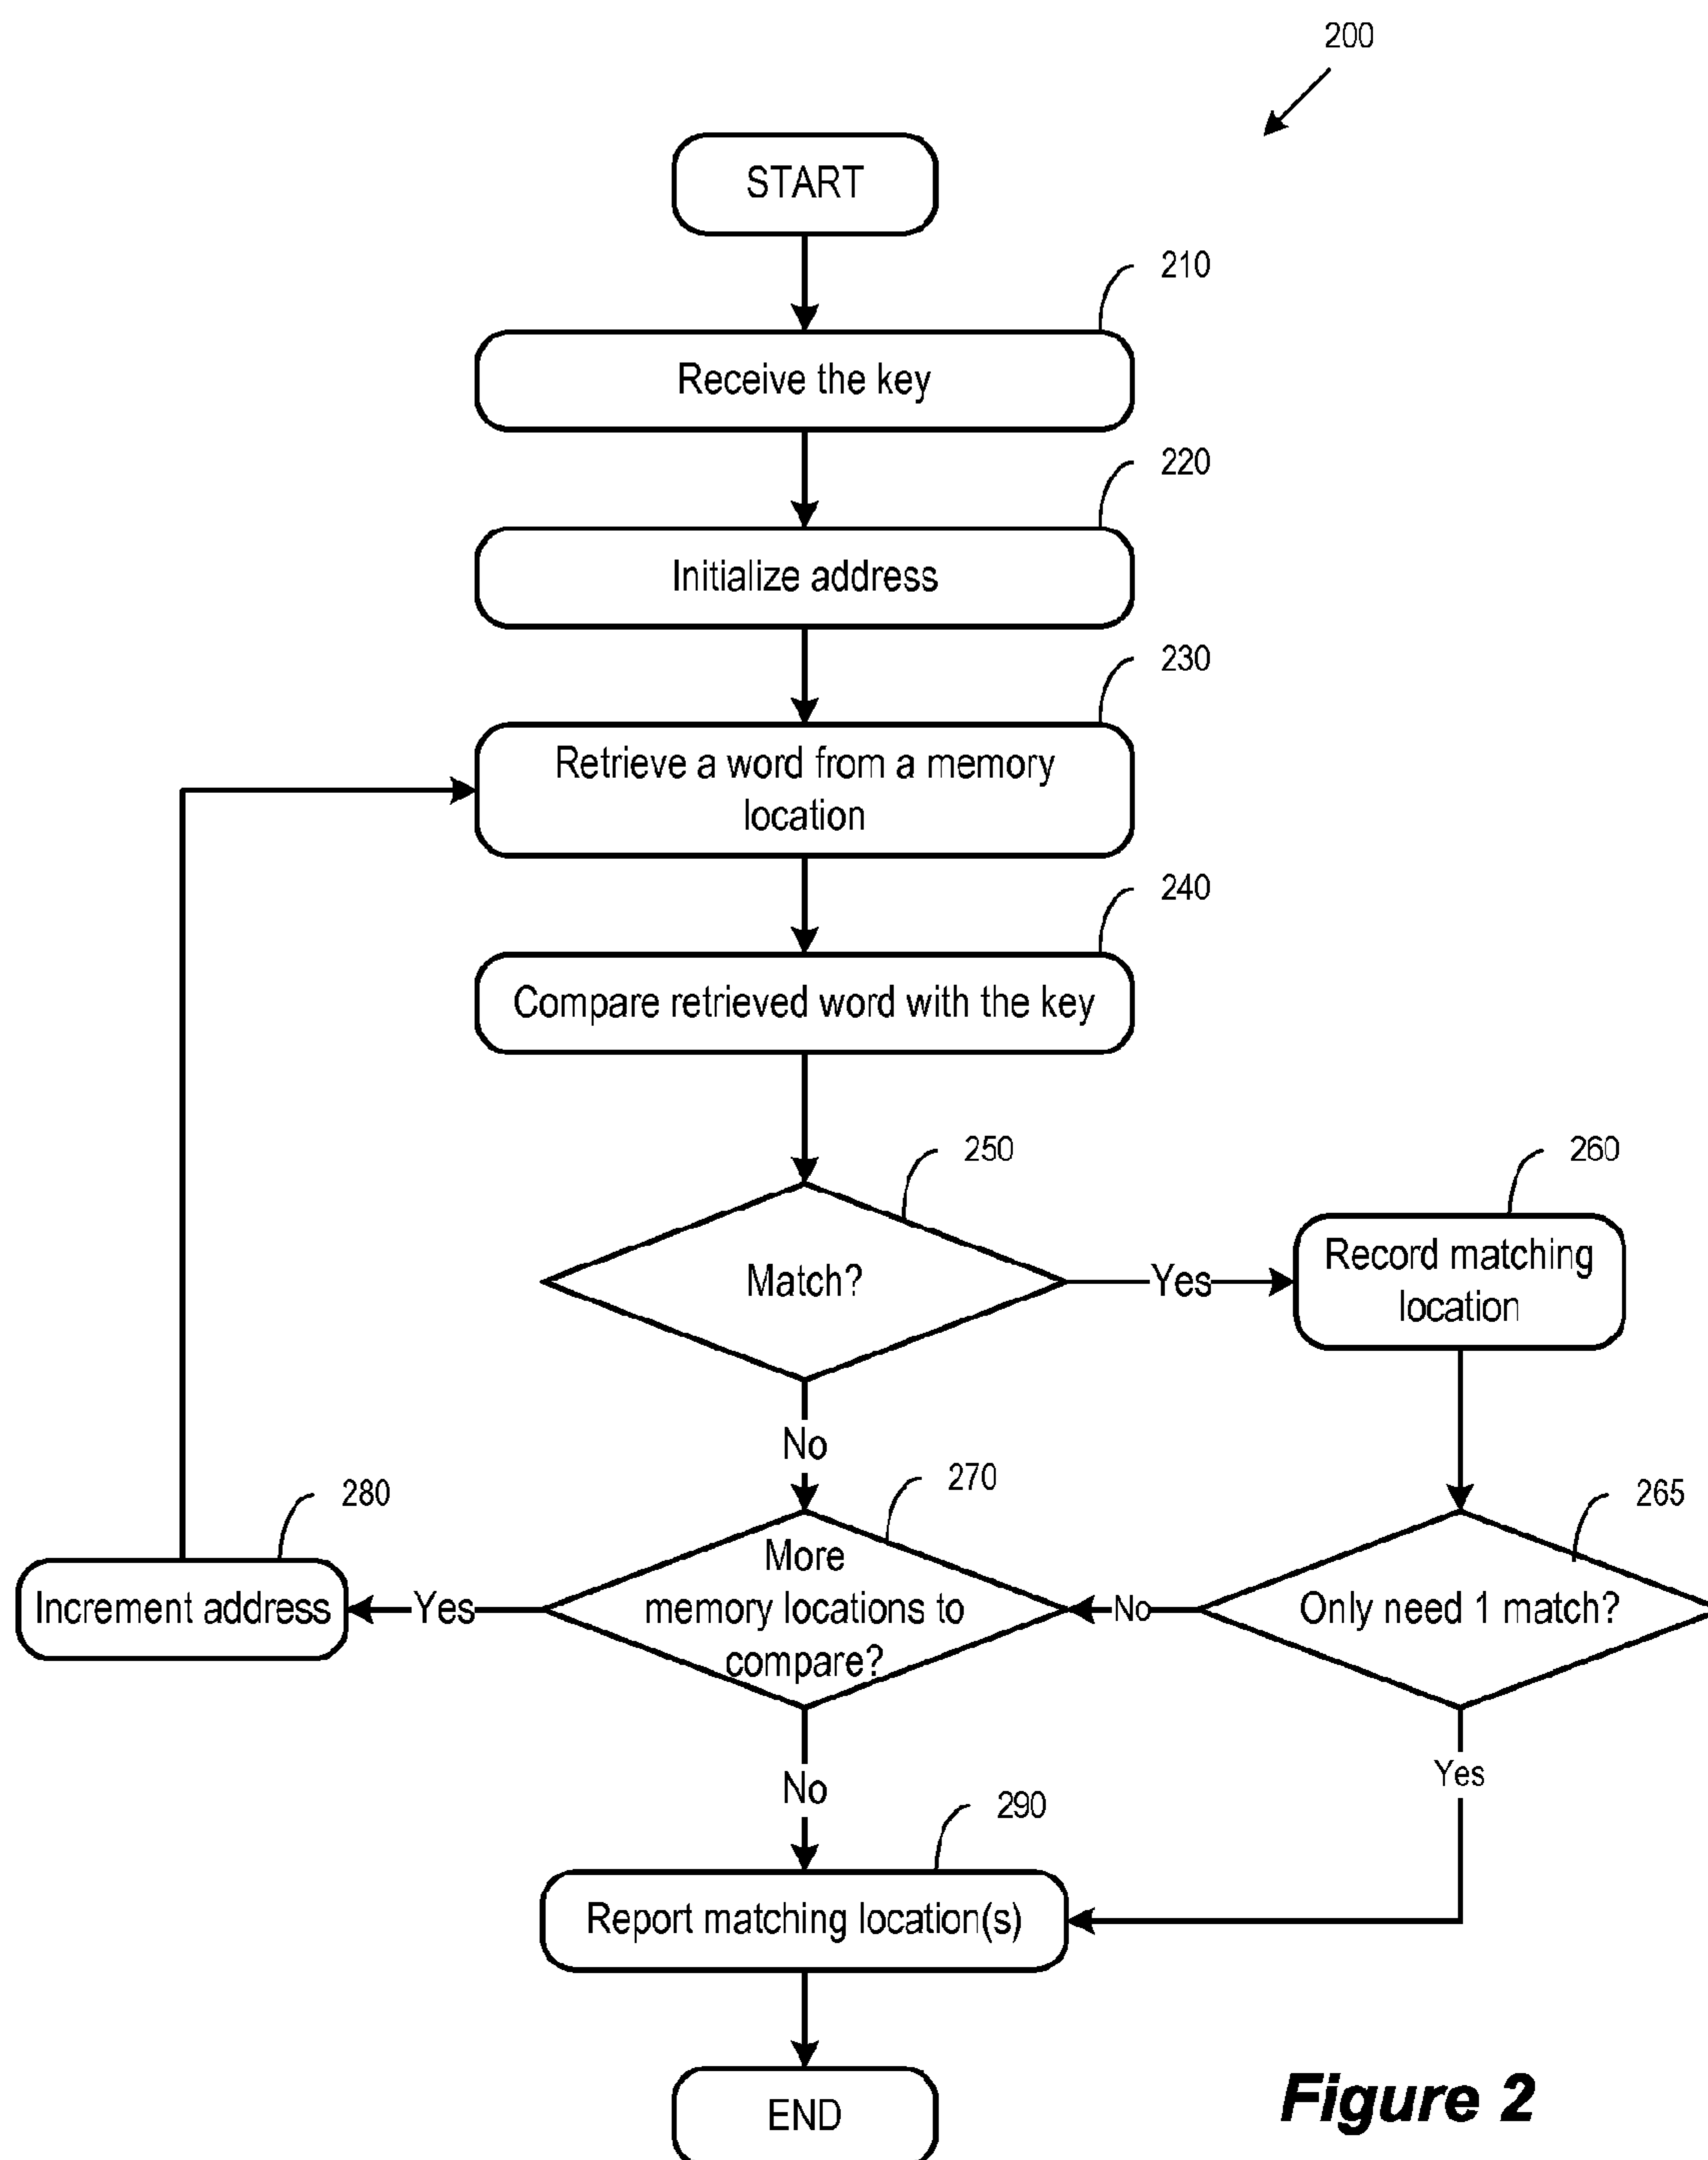 200
START
210
Receive the key
220
Initialize address
230
Retrieve a word from a memory
location
240
Compare retrieved word with the key
250
Match?
Yes
260
Record matching
location
No
270
More
memory locations to
compare?
280
Increment address
Yes
No
265
Only need 1 match?
Yes
No
290
Report matching location(s)
END
Figure 2